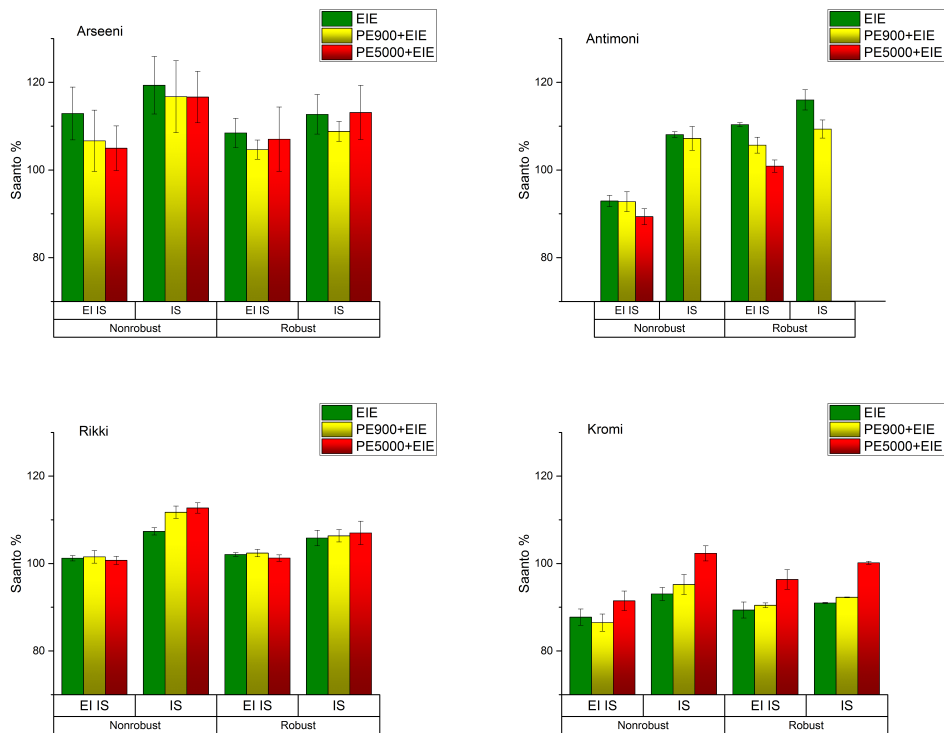 Arseeni
EIE
PE900+EIE
PE5000+EIE
Saanto %
120
100
80
EI IS
IS
EI IS
IS
Nonrobust
Robust
Antimoni
EIE
PE900+EIE
PE5000+EIE
Saanto %
120
100
80
EI IS
IS
EI IS
IS
Nonrobust
Robust
Rikki
EIE
PE900+EIE
PE5000+EIE
Saanto %
120
100
80
EI IS
IS
EI IS
IS
Nonrobust
Robust
Kromi
EIE
PE900+EIE
PE5000+EIE
Saanto %
120
100
80
EI IS
IS
EI IS
IS
Nonrobust
Robust